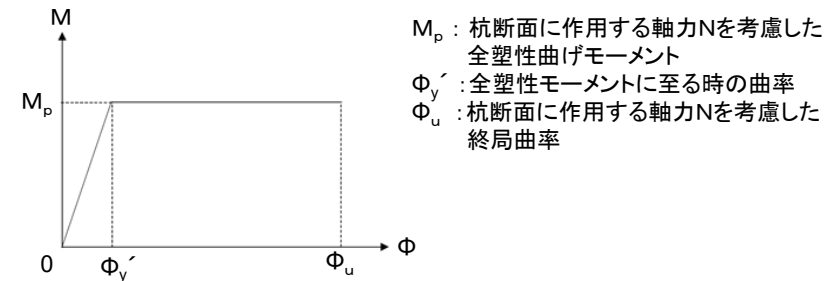 M
Mp
0
Φy´
Φu
Φ
Mp : 杭断面に作用する軸力Nを考慮した
全塑性曲げモーメント
Φy´ :全塑性モーメントに至る時の曲率
Φu :杭断面に作用する軸力Nを考慮した
終局曲率